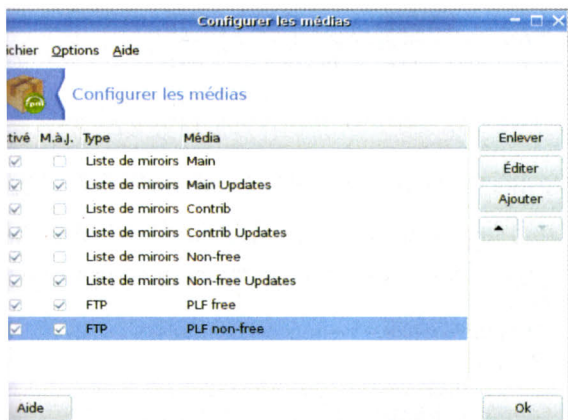 Configurer les médias
ichier Options Aide
Configurer les médias
tivé M.à.J. Type Média
Enlever
Liste de miroirs Main
Éditer
Liste de miroirs Main Updates
Ajouter
Liste de miroirs Contrib
Liste de miroirs Contrib Updates
Liste de miroirs Non-free
Liste de miroirs Non-free Updates
FTP PLF free
FTP PLF non-free
Aide
Ok